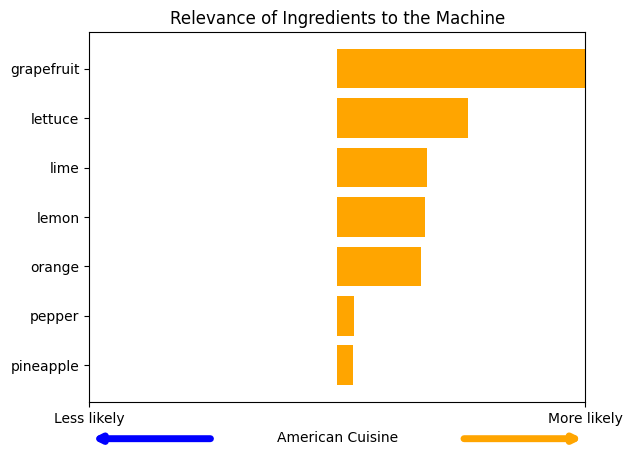 Relevance of Ingredients to the Machine
grapefruit
lettuce
lime
lemon
orange
pepper
pineapple
Less likely
More likely
American Cuisine